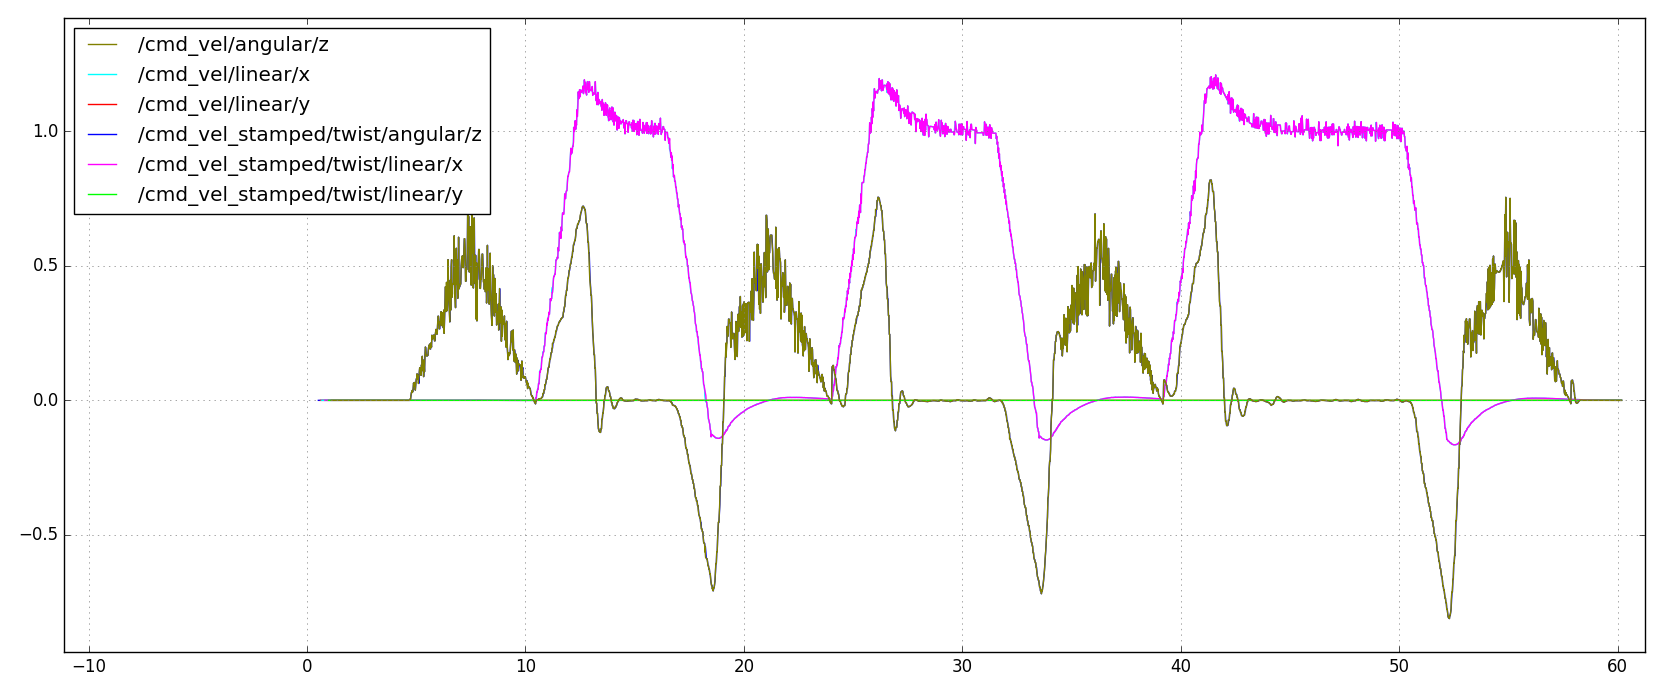 /cmd_vel/angular/z
/cmd_vel/linear/x
/cmd_vel/linear/y
/cmd_vel_stamped/twist/angular/z
/cmd_vel_stamped/twist/linear/x
/cmd_vel_stamped/twist/linear/y
1.0
0.5
0.0
−0.5
−10 0 10 20 30 40 50 60